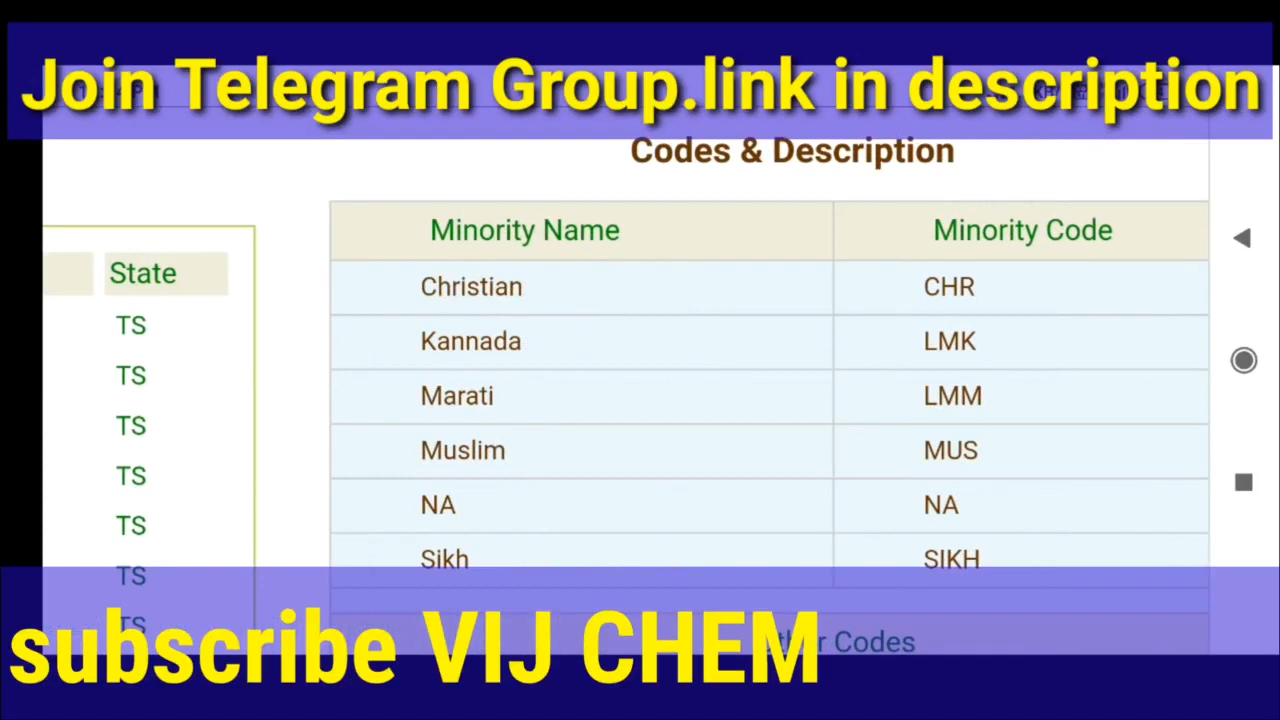 Join Telegram Group.link in description
Codes & Description
Minority Name Minority Code
State
Christian CHR
TS
Kannada LMK
TS
Marati LMM
TS
Muslim MUS
TS
NA NA
TS
Sikh SIKH
TS
TS
Codes
subscribe VIJ CHEM